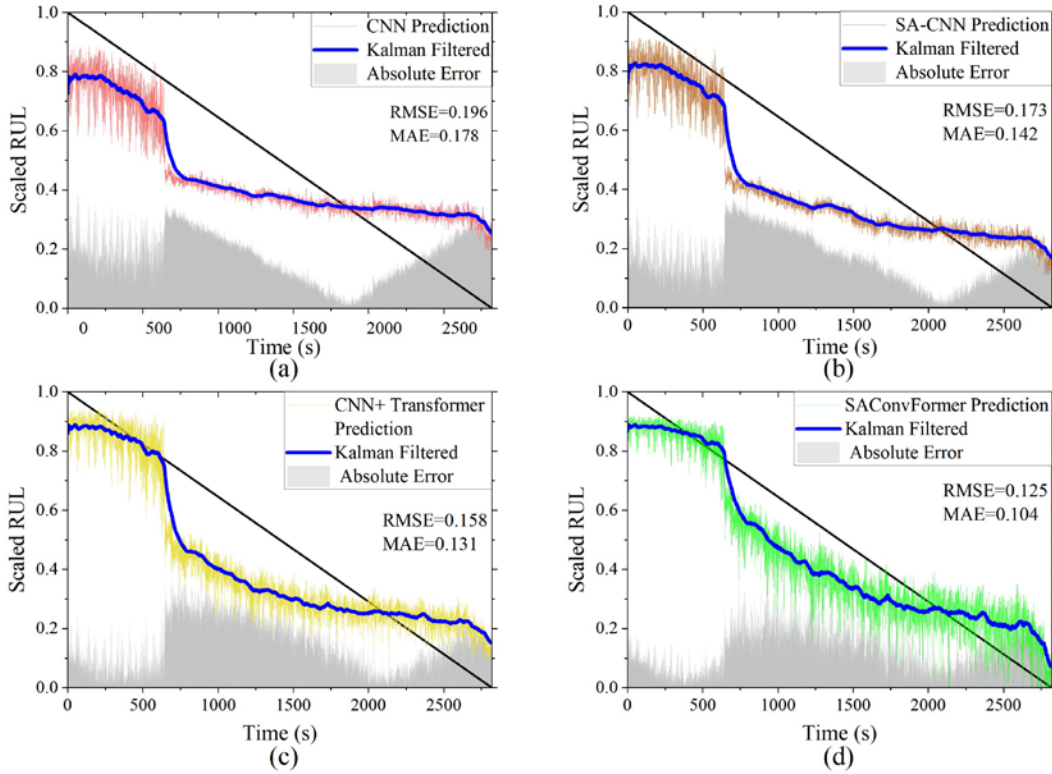 CNN Prediction
Kalman Filtered
Absolute Error
RMSE=0.196
MAE=0.178
Scaled RUL
1.0
0.8
0.6
0.4
0.2
0.0
0 500 1000 1500 2000 2500
Time (s)
(a)
SA-CNN Prediction
Kalman Filtered
Absolute Error
RMSE=0.173
MAE=0.142
Scaled RUL
1.0
0.8
0.6
0.4
0.2
0.0
0 500 1000 1500 2000 2500
Time (s)
(b)
CNN+ Transformer
Prediction
Kalman Filtered
Absolute Error
RMSE=0.158
MAE=0.131
Scaled RUL
1.0
0.8
0.6
0.4
0.2
0.0
0 500 1000 1500 2000 2500
Time (s)
(c)
SAConvFormer Prediction
Kalman Filtered
Absolute Error
RMSE=0.125
MAE=0.104
Scaled RUL
1.0
0.8
0.6
0.4
0.2
0.0
0 500 1000 1500 2000 2500
Time (s)
(d)